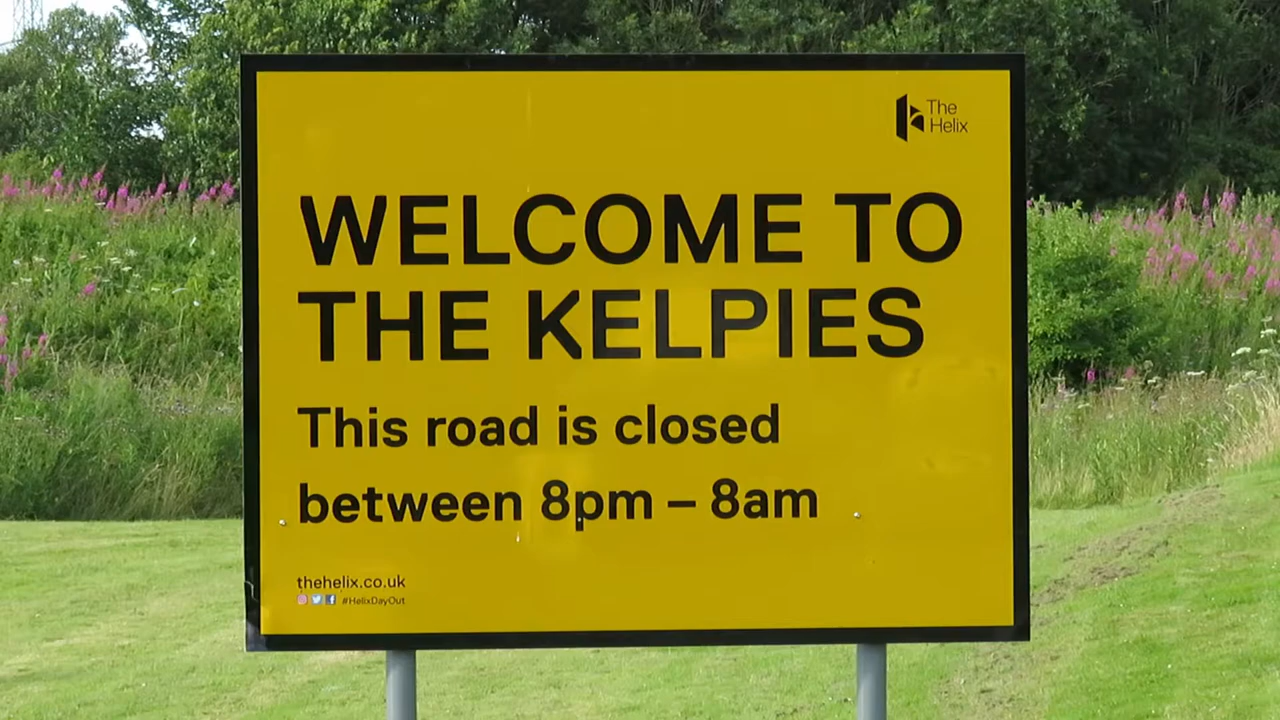 The
Helix
WELCOME TO
THE KELPIES
This road is closed
between 8pm – 8am
thehelix.co.uk
#HelixDayOut